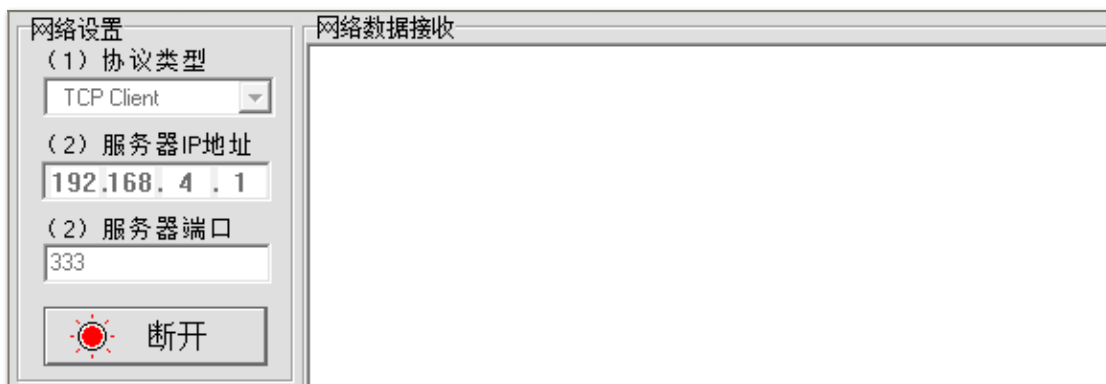 网络设置
（1）协议类型
TCP Client
（2）服务器IP地址
192.168. 4 . 1
（2）服务器端口
333
断开
网络数据接收